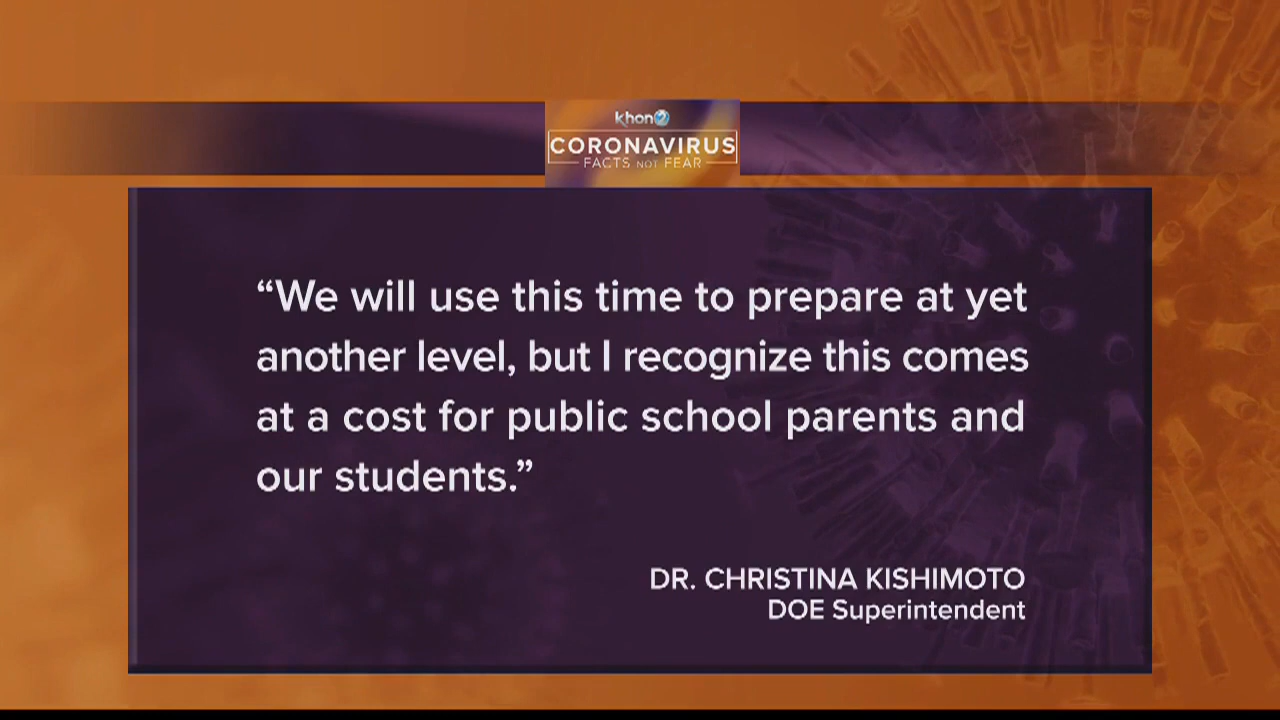 khon2
CORONAVIRUS
FACTS NOT FEAR
“We will use this time to prepare at yet
another level, but I recognize this comes
at a cost for public school parents and
our students.”
DR. CHRISTINA KISHIMOTO
DOE Superintendent